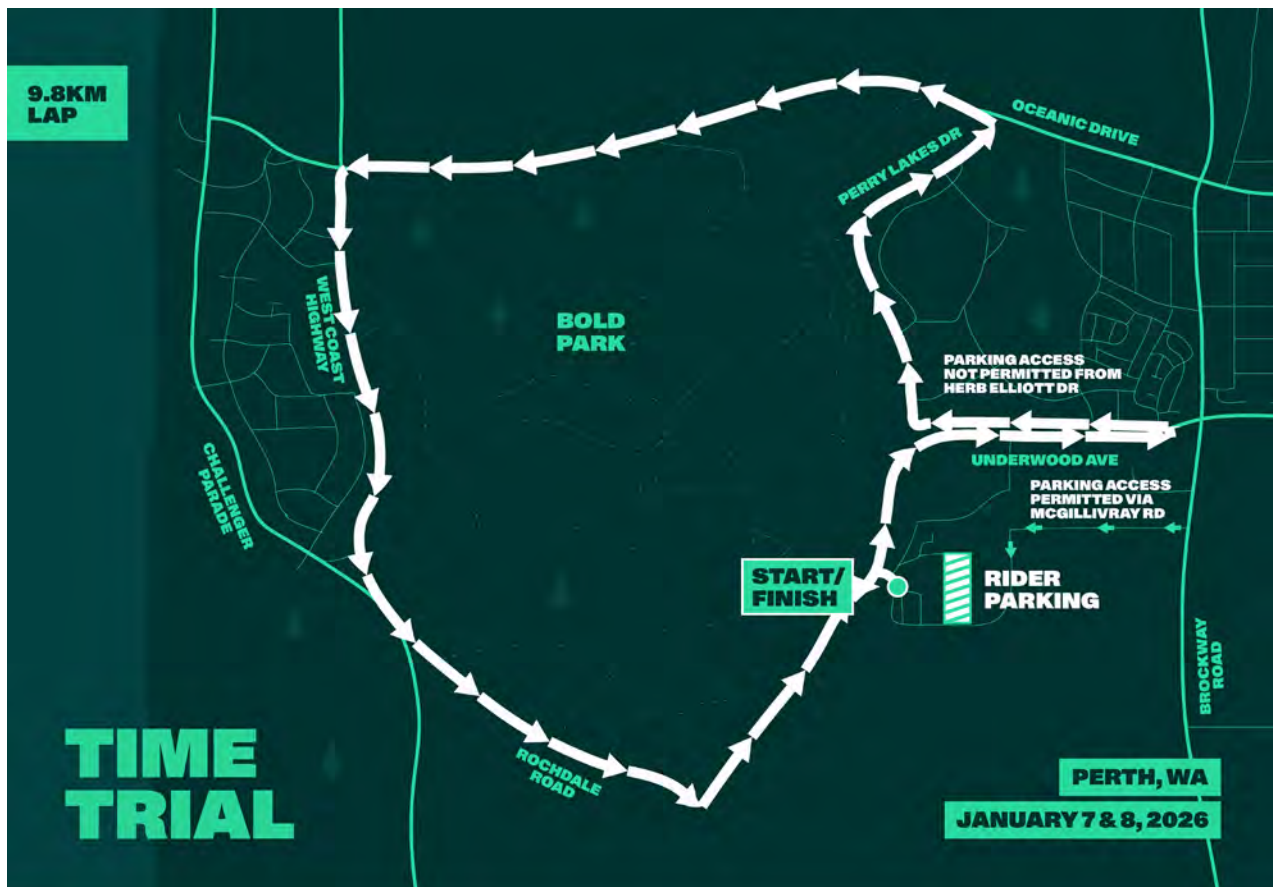 9.8KM
LAP
OCEANIC DRIVE
PERRY LAKES DR
WEST COAST
HIGHWAY
BOLD
PARK
PARKING ACCESS
NOT PERMITTED FROM
HERB ELLIOTT DR
CHALLENGER
PARADE
UNDERWOOD AVE
PARKING ACCESS
PERMITTED VIA
MCGILLIVRAY RD
START/
FINISH
RIDER
PARKING
BROCKWAY
ROAD
ROCHDALE
ROAD
TIME
TRIAL
PERTH, WA
JANUARY 7 & 8, 2026